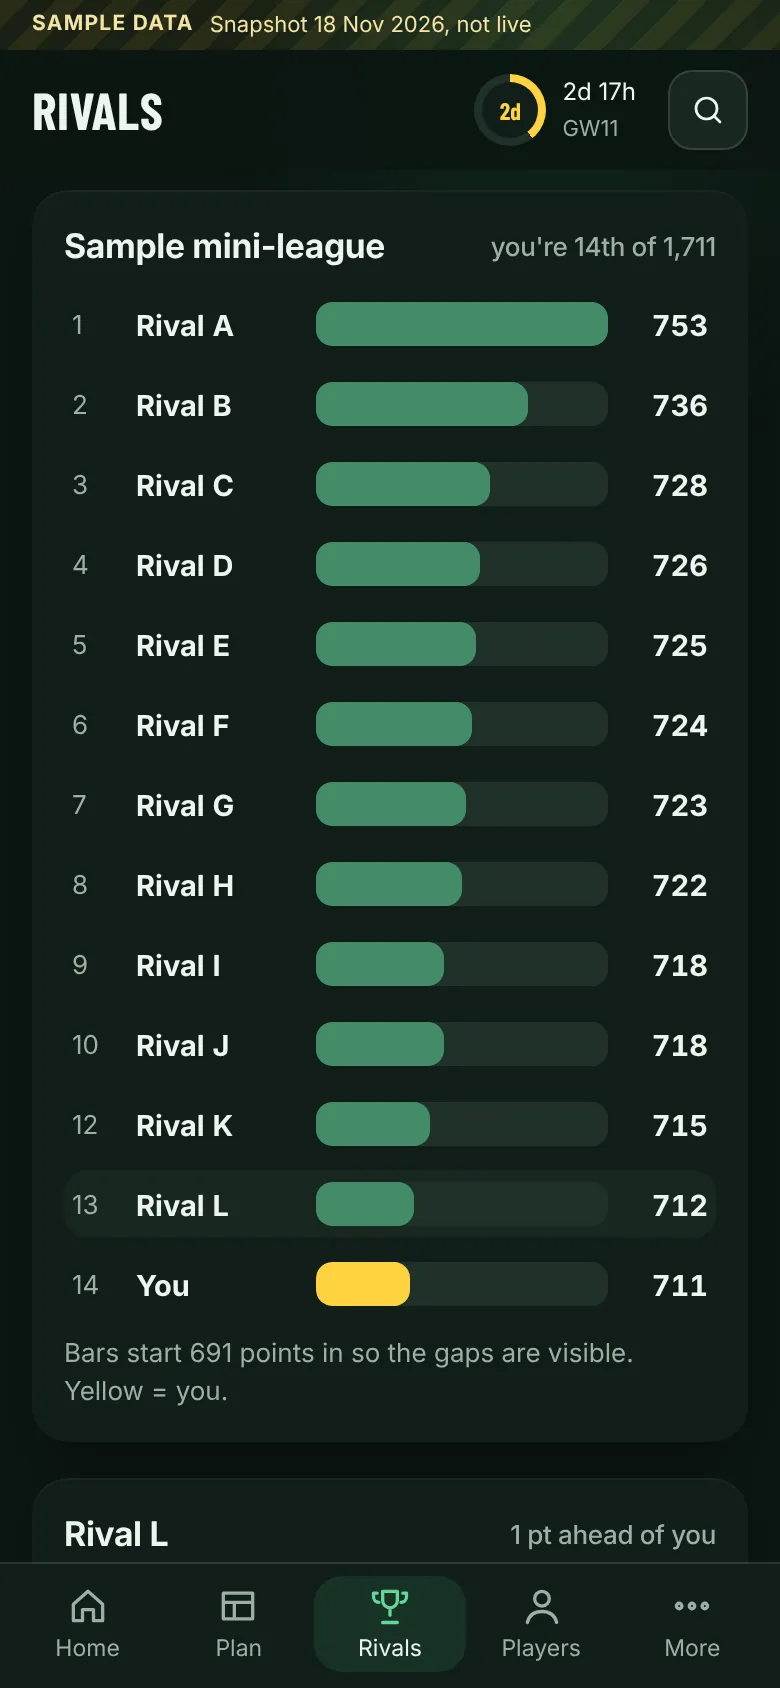 SAMPLE DATA Snapshot 18 Nov 2026, not live
RIVALS
2d
2d 17h
GW11
Sample mini-league you're 14th of 1,711
1 Rival A 753
2 Rival B 736
3 Rival C 728
4 Rival D 726
5 Rival E 725
6 Rival F 724
7 Rival G 723
8 Rival H 722
9 Rival I 718
10 Rival J 718
12 Rival K 715
13 Rival L 712
14 You 711
Bars start 691 points in so the gaps are visible.
Yellow = you.
Rival L 1 pt ahead of you
Home Plan Rivals Players More